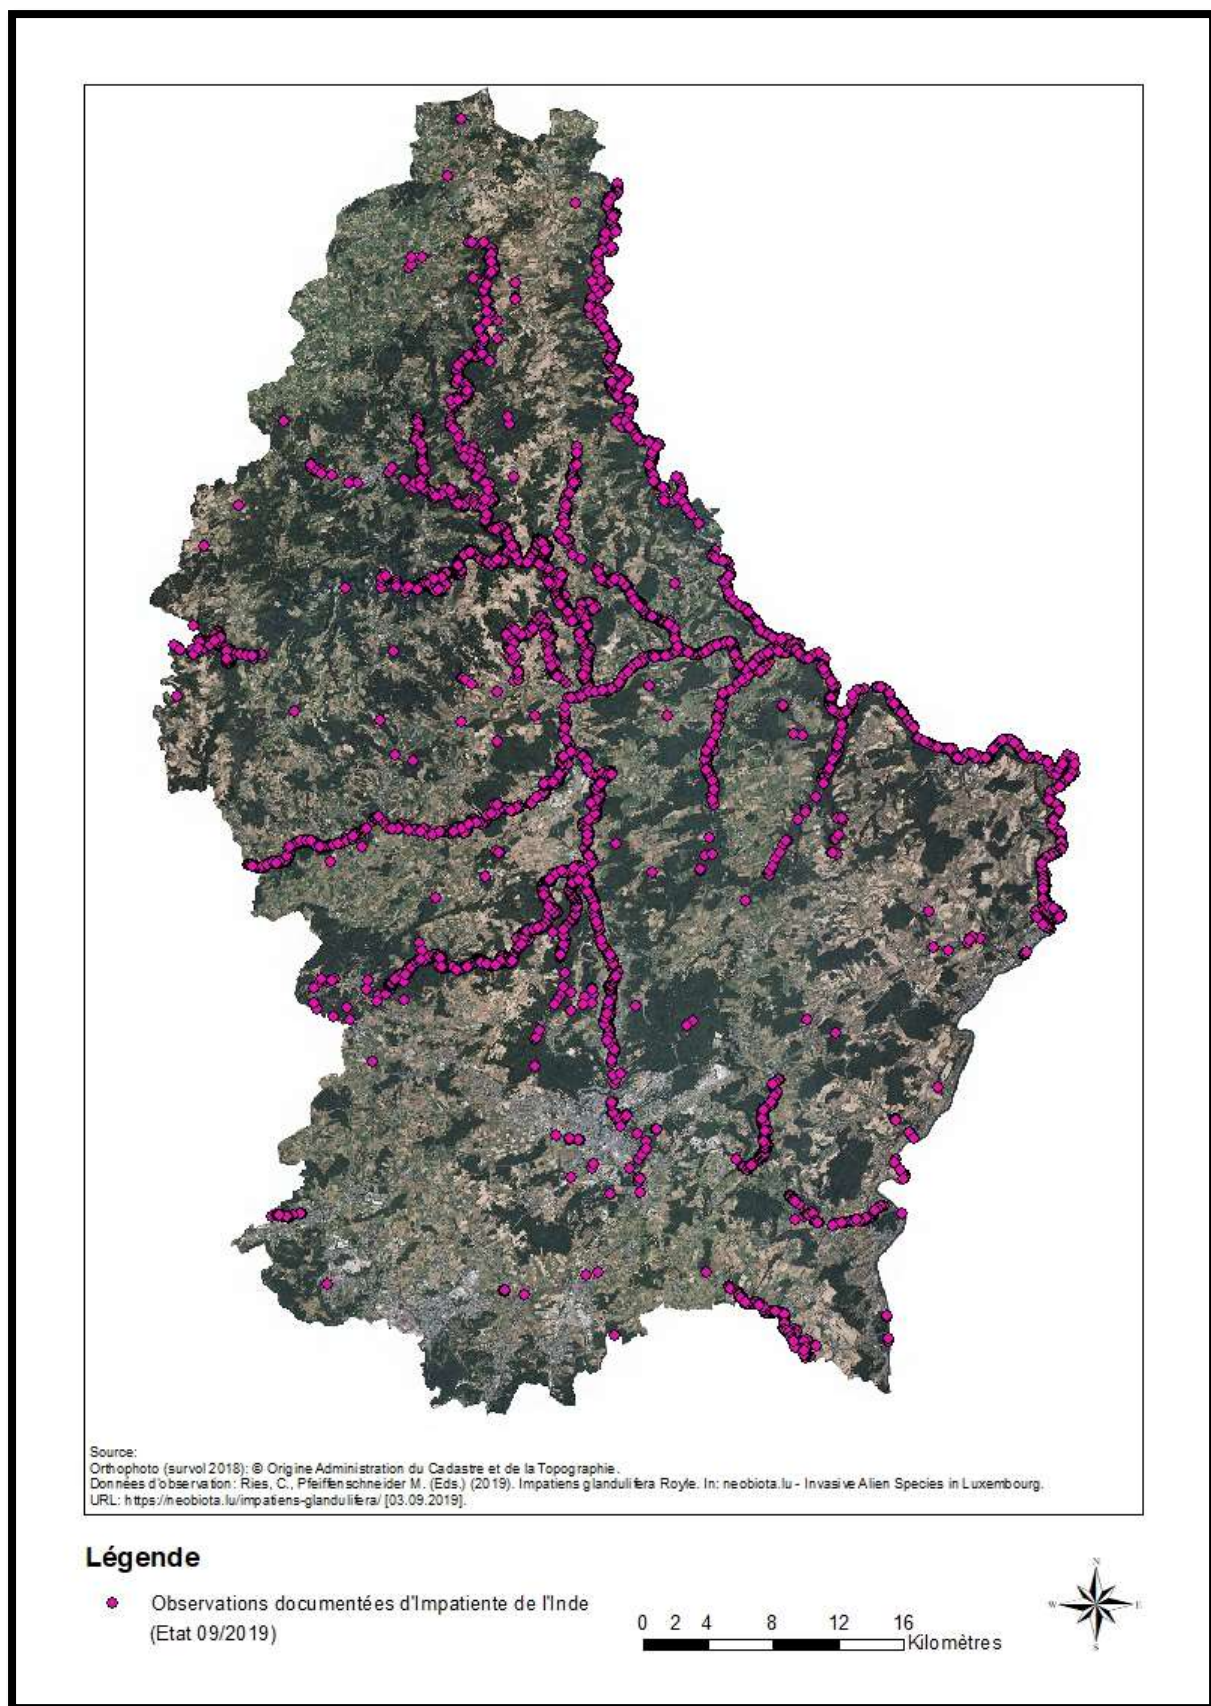 Source:
Orthophoto (survol 2018): © Origine Administration du Cadastre et de la Topographie.
Données d'observation: Ries, C., Pfeiffenschneider M. (Eds.) (2019). Impatiens glandulifera Royle. In: neobiota.lu - Invasive Alien Species in Luxembourg.
URL: https://neobiota.lu/impatiens-glandulifera/ [03.09.2019].
Légende
Observations documentées d'Impatiente de l'Inde
(Etat 09/2019)
0 2 4 8 12 16
Kilomètres
N
W E
S